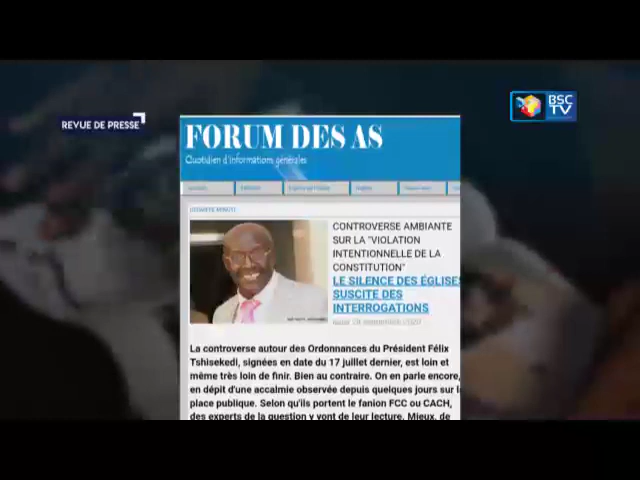 REVUE DE PRESSE
BSC
TV
FORUM DES AS
Quotidien d'informations générales
CONTROVERSE AMBIANTE
SUR LA "VIOLATION
INTENTIONNELLE DE LA
CONSTITUTION"
LE SILENCE DES ÉGLISES
SUSCITE DES
INTERROGATIONS
La controverse autour des Ordonnances du Président Félix
Tshisekedi, signées en date du 17 juillet dernier, est loin et
même très loin de finir. Bien au contraire. On en parle encore,
en dépit d'une accalmie observée depuis quelques jours sur l
place publique. Selon qu'ils portent le fanion FCC ou CACH,
des experts de la question y vont de leur lecture. Mieux, de